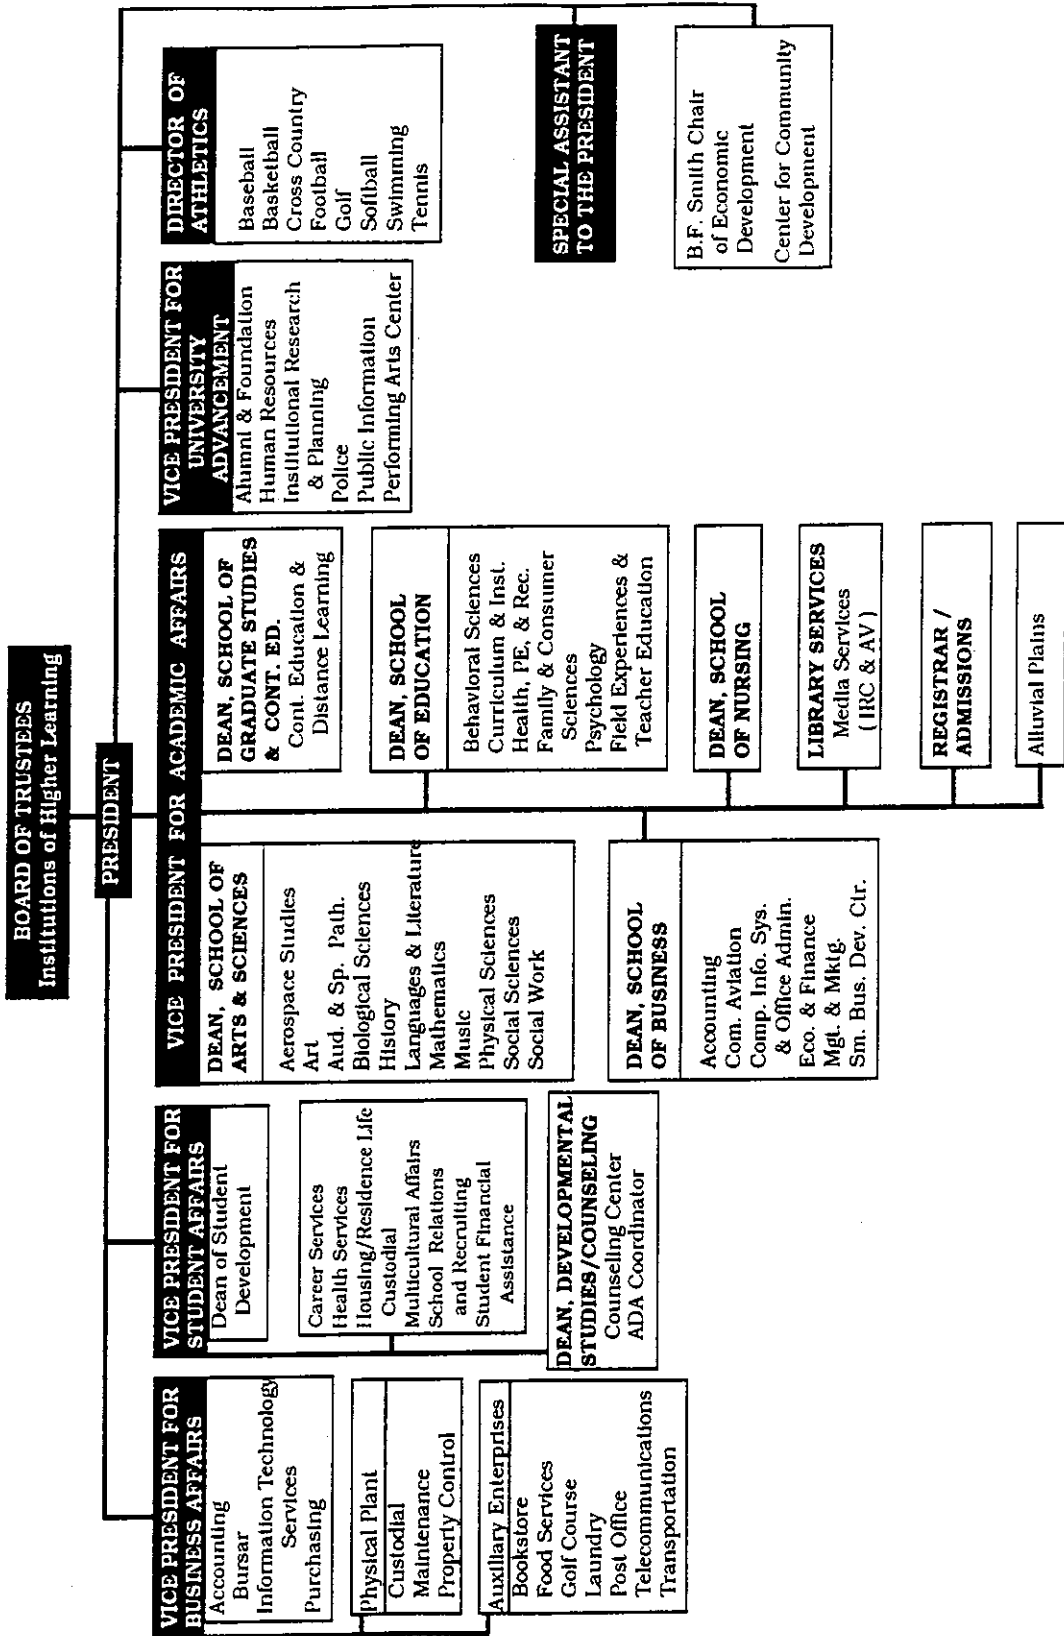 BOARD OF TRUSTEES
Institutions of Higher Learning
PRESIDENT
VICE PRESIDENT FOR
BUSINESS AFFAIRS
Accounting
Bursar
Information Technology
Services
Purchasing
Physical Plant
Custodial
Maintenance
Property Control
Auxiliary Enterprises
Bookstore
Food Services
Golf Course
Laundry
Post Office
Telecommunications
Transportation
VICE PRESIDENT FOR
STUDENT AFFAIRS
Dean of Student
Development
Career Services
Health Services
Housing/Residence Life
Custodial
Multicultural Affairs
School Relations
and Recruiting
Student Financial
Assistance
DEAN, DEVELOPMENTAL
STUDIES/COUNSELING
Counseling Center
ADA Coordinator
VICE PRESIDENT FOR ACADEMIC AFFAIRS
DEAN, SCHOOL OF
ARTS & SCIENCES
Aerospace Studies
Art
Aud. & Sp. Path.
Biological Sciences
History
Languages & Literature
Mathematics
Music
Physical Sciences
Social Sciences
Social Work
DEAN, SCHOOL
OF BUSINESS
Accounting
Com. Aviation
Comp. Info. Sys.
& Office Admin.
Eco. & Finance
Mgt. & Mktg.
Sm. Bus. Dev. Ctr.
DEAN, SCHOOL OF
GRADUATE STUDIES
& CONT. ED.
Cont. Education &
Distance Learning
DEAN, SCHOOL
OF EDUCATION
Behavioral Sciences
Curriculum & Inst.
Health, PE, & Rec.
Family & Consumer
Sciences
Psychology
Field Experiences &
Teacher Education
DEAN, SCHOOL
OF NURSING
LIBRARY SERVICES
Media Services
( IRC & AV )
REGISTRAR /
ADMISSIONS
Alluvial Plains
VICE PRESIDENT FOR
UNIVERSITY
ADVANCEMENT
Alumni & Foundation
Human Resources
Institutional Research
& Planning
Police
Public Information
Performing Arts Center
DIRECTOR OF
ATHLETICS
Baseball
Basketball
Cross Country
Football
Golf
Softball
Swimming
Tennis
SPECIAL ASSISTANT
TO THE PRESIDENT
B.F. Smith Chair
of Economic
Development
Center for Community
Development